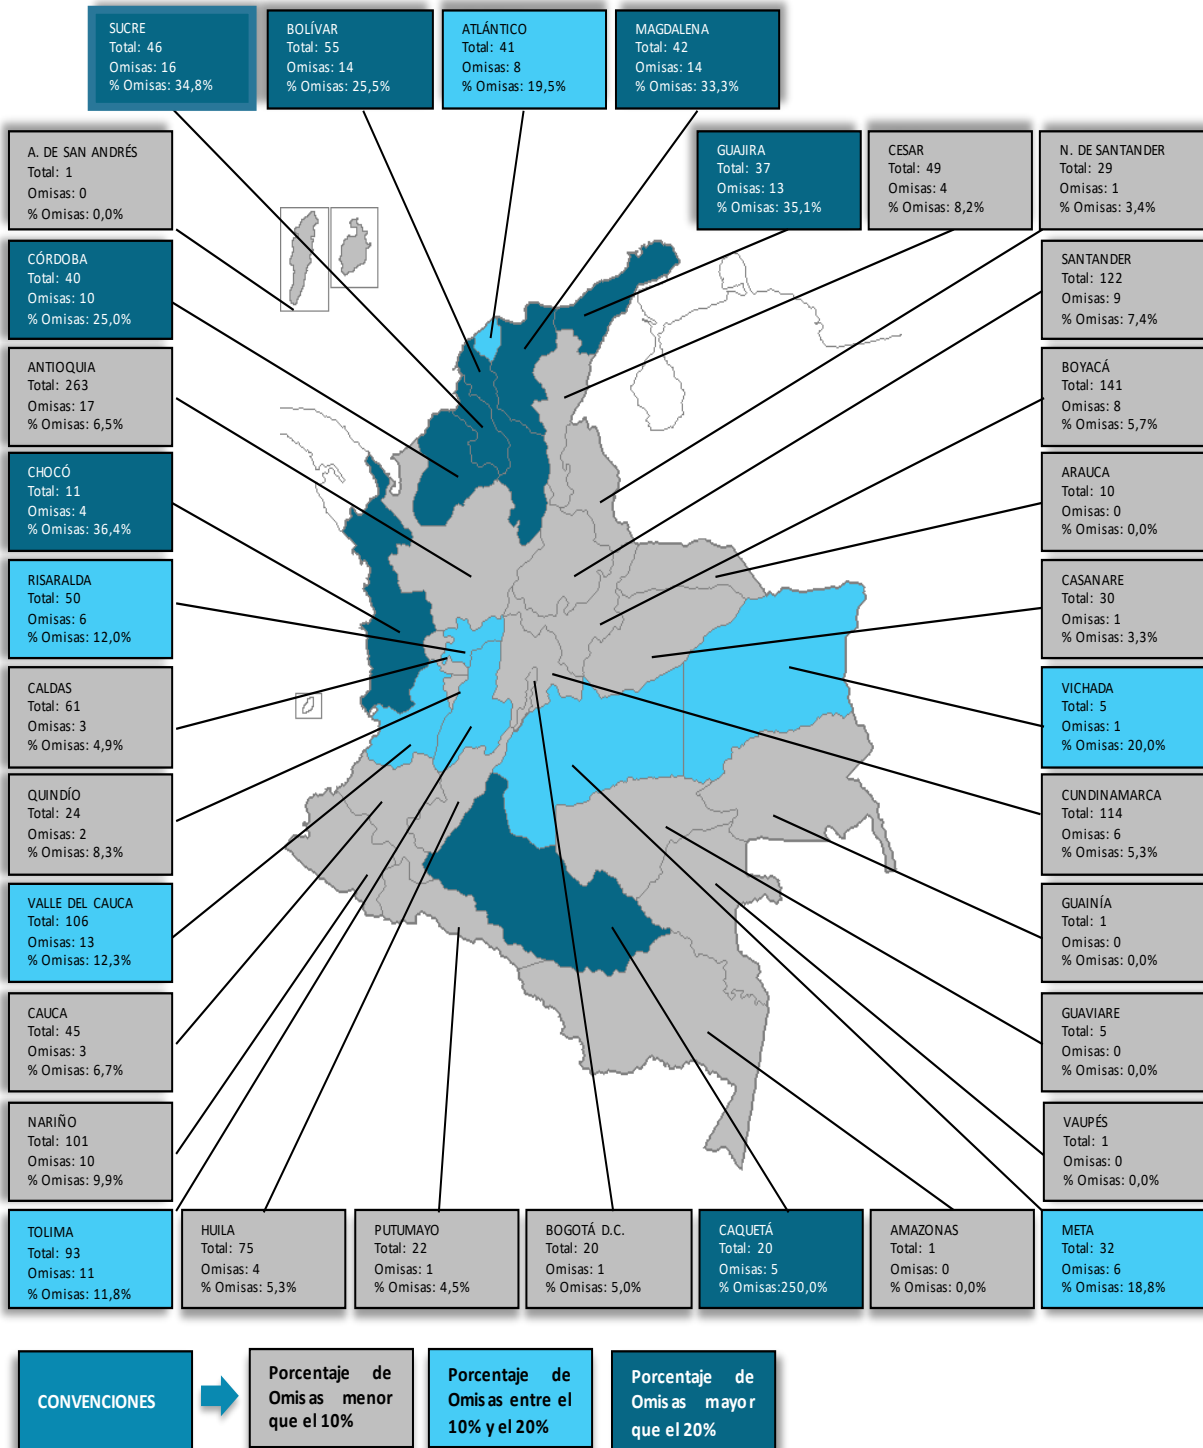 SUCRE
Total: 46
Omisas: 16
% Omisas: 34,8%
BOLÍVAR
Total: 55
Omisas: 14
% Omisas: 25,5%
ATLÁNTICO
Total: 41
Omisas: 8
% Omisas: 19,5%
MAGDALENA
Total: 42
Omisas: 14
% Omisas: 33,3%
A. DE SAN ANDRÉS
Total: 1
Omisas: 0
% Omisas: 0,0%
GUAJIRA
Total: 37
Omisas: 13
% Omisas: 35,1%
CESAR
Total: 49
Omisas: 4
% Omisas: 8,2%
N. DE SANTANDER
Total: 29
Omisas: 1
% Omisas: 3,4%
CÓRDOBA
Total: 40
Omisas: 10
% Omisas: 25,0%
SANTANDER
Total: 122
Omisas: 9
% Omisas: 7,4%
ANTIOQUIA
Total: 263
Omisas: 17
% Omisas: 6,5%
BOYACÁ
Total: 141
Omisas: 8
% Omisas: 5,7%
CHOCÓ
Total: 11
Omisas: 4
% Omisas: 36,4%
ARAUCA
Total: 10
Omisas: 0
% Omisas: 0,0%
RISARALDA
Total: 50
Omisas: 6
% Omisas: 12,0%
CASANARE
Total: 30
Omisas: 1
% Omisas: 3,3%
CALDAS
Total: 61
Omisas: 3
% Omisas: 4,9%
VICHADA
Total: 5
Omisas: 1
% Omisas: 20,0%
QUINDÍO
Total: 24
Omisas: 2
% Omisas: 8,3%
CUNDINAMARCA
Total: 114
Omisas: 6
% Omisas: 5,3%
VALLE DEL CAUCA
Total: 106
Omisas: 13
% Omisas: 12,3%
GUAINÍA
Total: 1
Omisas: 0
% Omisas: 0,0%
CAUCA
Total: 45
Omisas: 3
% Omisas: 6,7%
GUAVIARE
Total: 5
Omisas: 0
% Omisas: 0,0%
NARIÑO
Total: 101
Omisas: 10
% Omisas: 9,9%
VAUPÉS
Total: 1
Omisas: 0
% Omisas: 0,0%
TOLIMA
Total: 93
Omisas: 11
% Omisas: 11,8%
HUILA
Total: 75
Omisas: 4
% Omisas: 5,3%
PUTUMAYO
Total: 22
Omisas: 1
% Omisas: 4,5%
BOGOTÁ D.C.
Total: 20
Omisas: 1
% Omisas: 5,0%
CAQUETÁ
Total: 20
Omisas: 5
% Omisas:250,0%
AMAZONAS
Total: 1
Omisas: 0
% Omisas: 0,0%
META
Total: 32
Omisas: 6
% Omisas: 18,8%
CONVENCIONES
Porcentaje de
Omisas menor
que el 10%
Porcentaje de
Omisas entre el
10% y el 20%
Porcentaje de
Omisas mayor
que el 20%